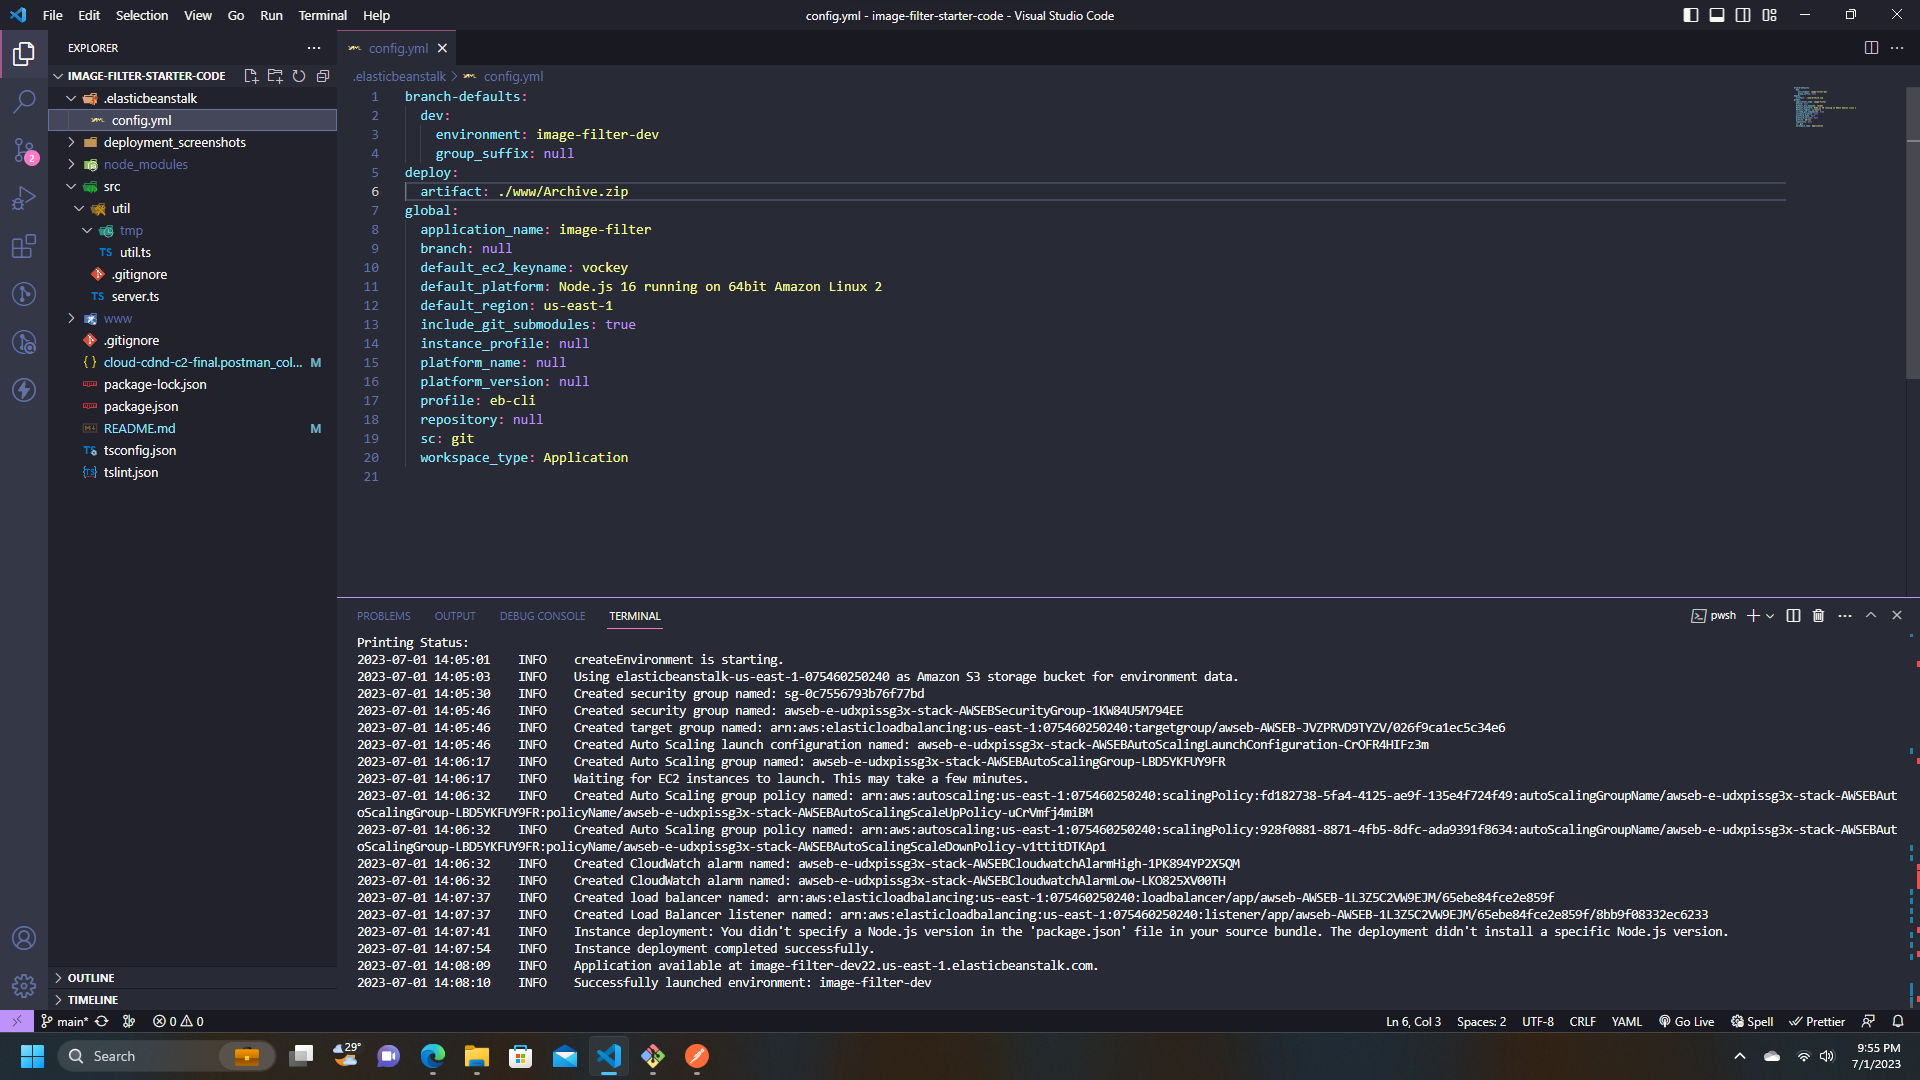 File Edit Selection View Go Run Terminal Help
config.yml - image-filter-starter-code - Visual Studio Code
EXPLORER
IMAGE-FILTER-STARTER-CODE
.elasticbeanstalk
config.yml
deployment_screenshots
node_modules
src
util
tmp
TS util.ts
.gitignore
TS server.ts
www
.gitignore
{ } cloud-cdnd-c2-final.postman_col... M
package-lock.json
package.json
README.md M
tsconfig.json
tslint.json
OUTLINE
TIMELINE
2
config.yml
.elasticbeanstalk > config.yml
1 branch-defaults:
2 dev:
3 environment: image-filter-dev
4 group_suffix: null
5 deploy:
6 artifact: ./www/Archive.zip
7 global:
8 application_name: image-filter
9 branch: null
10 default_ec2_keyname: vockey
11 default_platform: Node.js 16 running on 64bit Amazon Linux 2
12 default_region: us-east-1
13 include_git_submodules: true
14 instance_profile: null
15 platform_name: null
16 platform_version: null
17 profile: eb-cli
18 repository: null
19 sc: git
20 workspace_type: Application
21
PROBLEMS OUTPUT DEBUG CONSOLE TERMINAL
pwsh
Printing Status:
2023-07-01 14:05:01 INFO createEnvironment is starting.
2023-07-01 14:05:03 INFO Using elasticbeanstalk-us-east-1-075460250240 as Amazon S3 storage bucket for environment data.
2023-07-01 14:05:30 INFO Created security group named: sg-0c7556793b76f77bd
2023-07-01 14:05:46 INFO Created security group named: awseb-e-udxpissg3x-stack-AWSEBSecurityGroup-1KW84U5M794EE
2023-07-01 14:05:46 INFO Created target group named: arn:aws:elasticloadbalancing:us-east-1:075460250240:targetgroup/awseb-AWSEB-JVZPRVD9TYZV/026f9ca1ec5c34e6
2023-07-01 14:05:46 INFO Created Auto Scaling launch configuration named: awseb-e-udxpissg3x-stack-AWSEBAutoScalingLaunchConfiguration-CrOFR4HIFz3m
2023-07-01 14:06:17 INFO Created Auto Scaling group named: awseb-e-udxpissg3x-stack-AWSEBAutoScalingGroup-LBD5YKFUY9FR
2023-07-01 14:06:17 INFO Waiting for EC2 instances to launch. This may take a few minutes.
2023-07-01 14:06:32 INFO Created Auto Scaling group policy named: arn:aws:autoscaling:us-east-1:075460250240:scalingPolicy:fd182738-5fa4-4125-ae9f-135e4f724f49:autoScalingGroupName/awseb-e-udxpissg3x-stack-AWSEBAut
oScalingGroup-LBD5YKFUY9FR:policyName/awseb-e-udxpissg3x-stack-AWSEBAutoScalingScaleUpPolicy-uCrVmfj4miBM
2023-07-01 14:06:32 INFO Created Auto Scaling group policy named: arn:aws:autoscaling:us-east-1:075460250240:scalingPolicy:928f0881-8871-4fb5-8dfc-ada9391f8634:autoScalingGroupName/awseb-e-udxpissg3x-stack-AWSEBAut
oScalingGroup-LBD5YKFUY9FR:policyName/awseb-e-udxpissg3x-stack-AWSEBAutoScalingScaleDownPolicy-v1ttitDTKAp1
2023-07-01 14:06:32 INFO Created CloudWatch alarm named: awseb-e-udxpissg3x-stack-AWSEBCloudwatchAlarmHigh-1PK894YP2X5QM
2023-07-01 14:06:32 INFO Created CloudWatch alarm named: awseb-e-udxpissg3x-stack-AWSEBCloudwatchAlarmLow-LKO825XV00TH
2023-07-01 14:07:37 INFO Created load balancer named: arn:aws:elasticloadbalancing:us-east-1:075460250240:loadbalancer/app/awseb-AWSEB-1L3Z5C2VW9EJM/65ebe84fce2e859f
2023-07-01 14:07:37 INFO Created Load Balancer listener named: arn:aws:elasticloadbalancing:us-east-1:075460250240:listener/app/awseb-AWSEB-1L3Z5C2VW9EJM/65ebe84fce2e859f/8bb9f08332ec6233
2023-07-01 14:07:41 INFO Instance deployment: You didn't specify a Node.js version in the 'package.json' file in your source bundle. The deployment didn't install a specific Node.js version.
2023-07-01 14:07:54 INFO Instance deployment completed successfully.
2023-07-01 14:08:09 INFO Application available at image-filter-dev22.us-east-1.elasticbeanstalk.com.
2023-07-01 14:08:10 INFO Successfully launched environment: image-filter-dev
main* 0 0
Ln 6, Col 3 Spaces: 2 UTF-8 CRLF YAML Go Live Spell Prettier
Search
29°
9:55 PM
7/1/2023